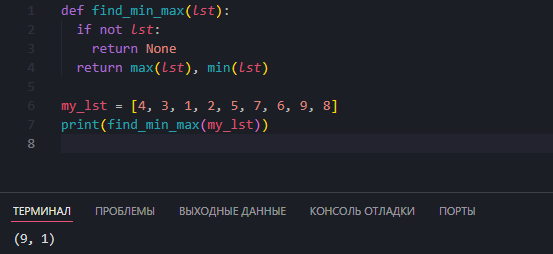 1 def find_min_max(lst):
2   if not lst:
3     return None
4   return max(lst), min(lst)
5
6 my_lst = [4, 3, 1, 2, 5, 7, 6, 9, 8]
7 print(find_min_max(my_lst))
8
ТЕРМИНАЛ ПРОБЛЕМЫ ВЫХОДНЫЕ ДАННЫЕ КОНСОЛЬ ОТЛАДКИ ПОРТЫ
(9, 1)